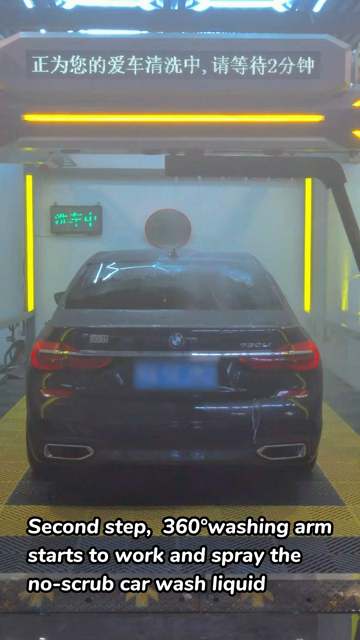 正为您的爱车清洗中,请等待2分钟
洗车中
730Li
Second step,  360°washing arm
starts to work and spray the
no-scrub car wash liquid